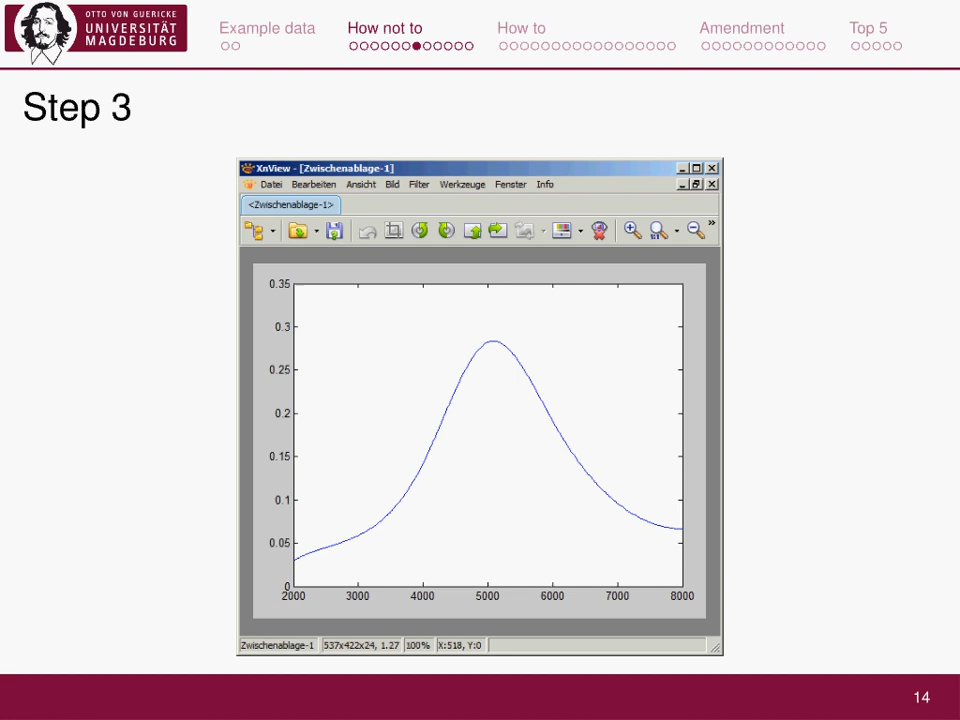 OTTO VON GUERICKE
UNIVERSITÄT
MAGDEBURG
Example data
How not to
How to
Amendment
Top 5
Step 3
XnView - [Zwischenablage-1]
Datei Bearbeiten Ansicht Bild Filter Werkzeuge Fenster Info
<Zwischenablage-1>
0.35
0.3
0.25
0.2
0.15
0.1
0.05
0
2000 3000 4000 5000 6000 7000 8000
Zwischenablage-1 537x422x24, 1.27 100% X:518, Y:0
14